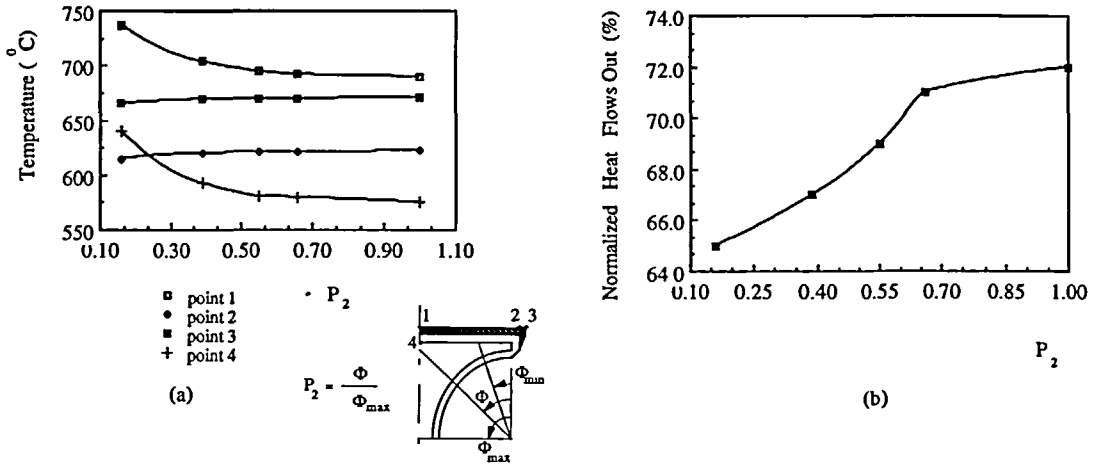 750
700
650
600
550
Temperature ( °C)
0.10 0.30 0.50 0.70 0.90 1.10
P2
point 1
point 2
point 3
point 4
(a)
P2 = Φ / Φmax
1 2 3
4
Φmin
Φ
Φmax
74.0
72.0
70.0
68.0
66.0
64.0
Normalized Heat Flows Out (%)
0.10 0.25 0.40 0.55 0.70 0.85 1.00
P2
(b)